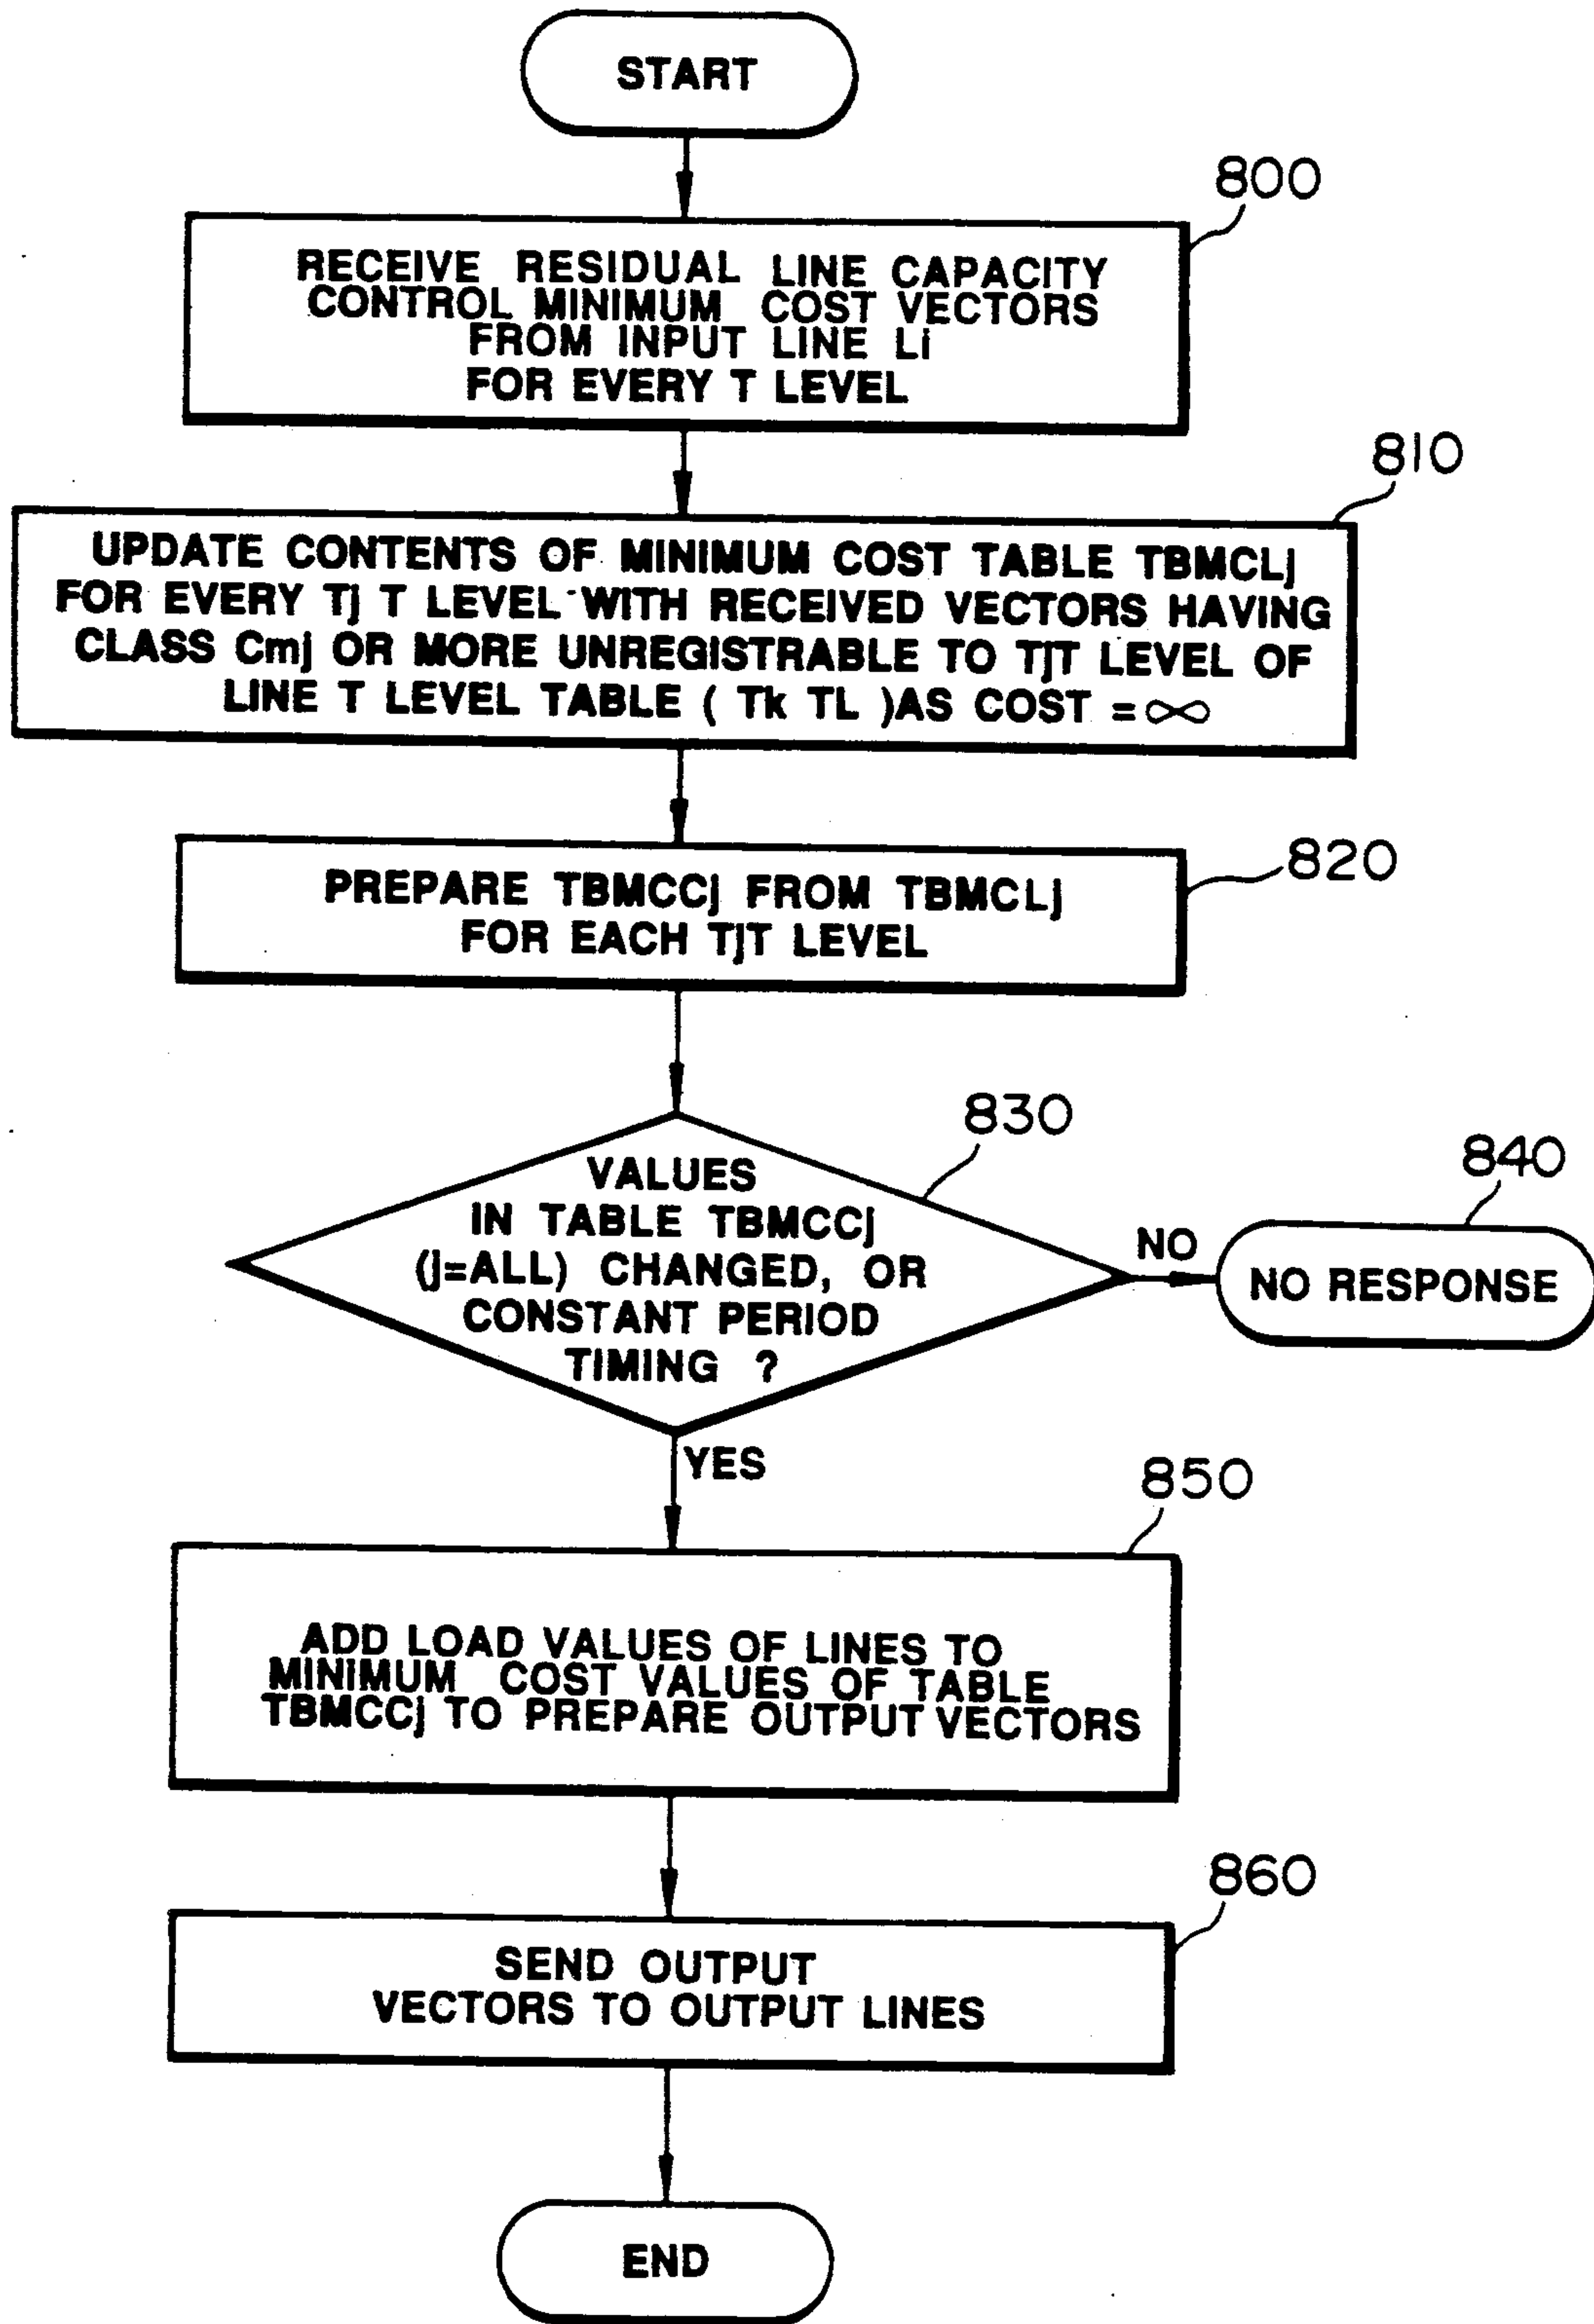 START
800
RECEIVE RESIDUAL LINE CAPACITY
CONTROL MINIMUM COST VECTORS
FROM INPUT LINE Li
FOR EVERY T LEVEL
810
UPDATE CONTENTS OF MINIMUM COST TABLE TBMCLj
FOR EVERY Tj T LEVEL WITH RECEIVED VECTORS HAVING
CLASS Cmj OR MORE UNREGISTRABLE TO TjT LEVEL OF
LINE T LEVEL TABLE ( Tk TL )AS COST =∞
820
PREPARE TBMCCj FROM TBMCLj
FOR EACH TjT LEVEL
830
VALUES
IN TABLE TBMCCj
(j=ALL) CHANGED, OR
CONSTANT PERIOD
TIMING ?
840
NO
NO RESPONSE
YES
850
ADD LOAD VALUES OF LINES TO
MINIMUM COST VALUES OF TABLE
TBMCCj TO PREPARE OUTPUT VECTORS
860
SEND OUTPUT
VECTORS TO OUTPUT LINES
END